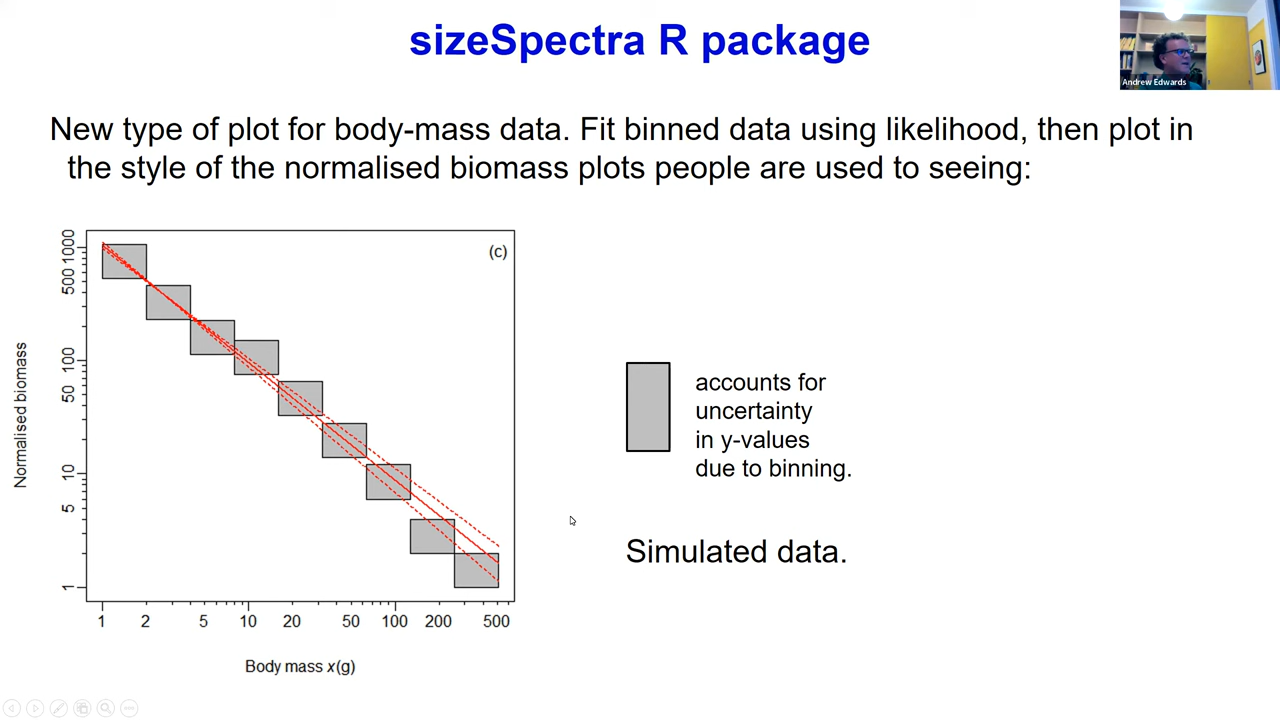 sizeSpectra R package
Andrew Edwards
New type of plot for body-mass data. Fit binned data using likelihood, then plot in
the style of the normalised biomass plots people are used to seeing:
(c)
1000
500
100
50
10
5
1
Normalised biomass
1 2 5 10 20 50 100 200 500
Body mass x(g)
accounts for
uncertainty
in y-values
due to binning.
Simulated data.